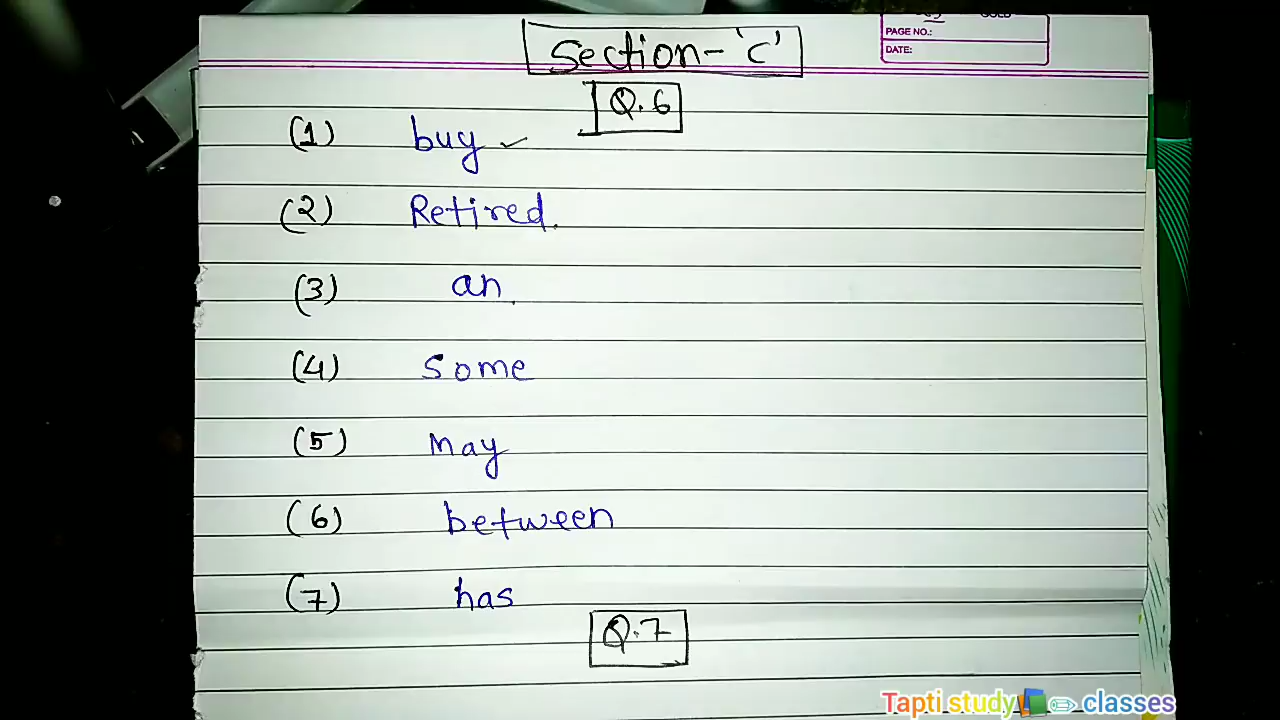 Section-'C'
PAGE NO.:
DATE:
Q.6
(1) buy ✓
(2) Retired.
(3) an.
(4) Some
(5) May
(6) between
(7) has
Q.7
Tapti study classes